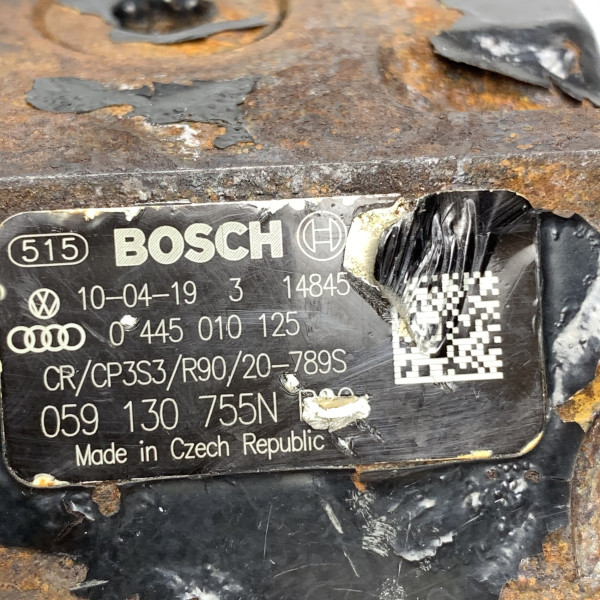 515 BOSCH
10-04-19 3 14845
0 445 010 125
CR/CP3S3/R90/20-789S
059 130 755N
Made in Czech Republic